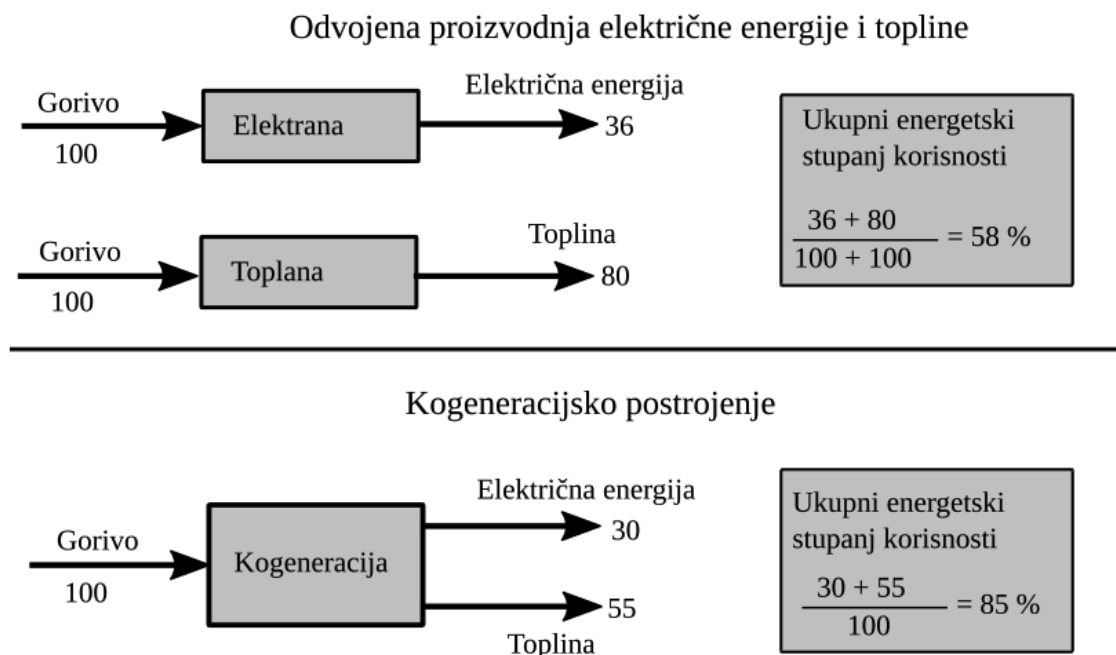 Odvojena proizvodnja električne energije i topline
Gorivo
100
Elektrana
Električna energija
36
Gorivo
100
Toplana
Toplina
80
Ukupni energetski
stupanj korisnosti
36 + 80
100 + 100
= 58 %
Kogeneracijsko postrojenje
Gorivo
100
Kogeneracija
Električna energija
30
55
Toplina
Ukupni energetski
stupanj korisnosti
30 + 55
100
= 85 %